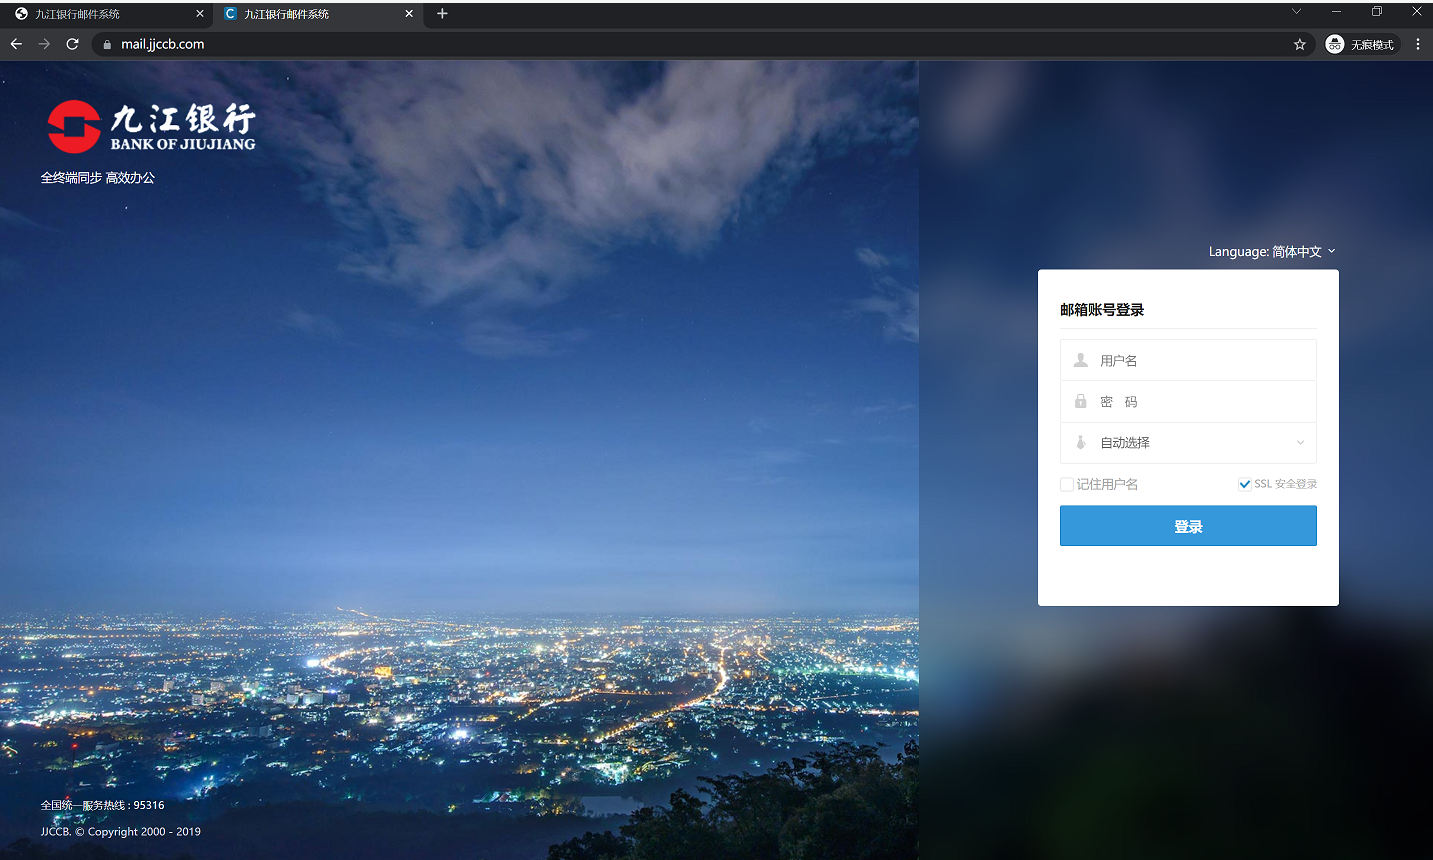 九江银行邮件系统
九江银行邮件系统
mail.jjccb.com
无痕模式
九江银行
BANK OF JIUJIANG
全终端同步 高效办公
Language: 简体中文
邮箱账号登录
用户名
密 码
自动选择
记住用户名 SSL 安全登录
登录
全国统一服务热线 : 95316
JJCCB. © Copyright 2000 - 2019